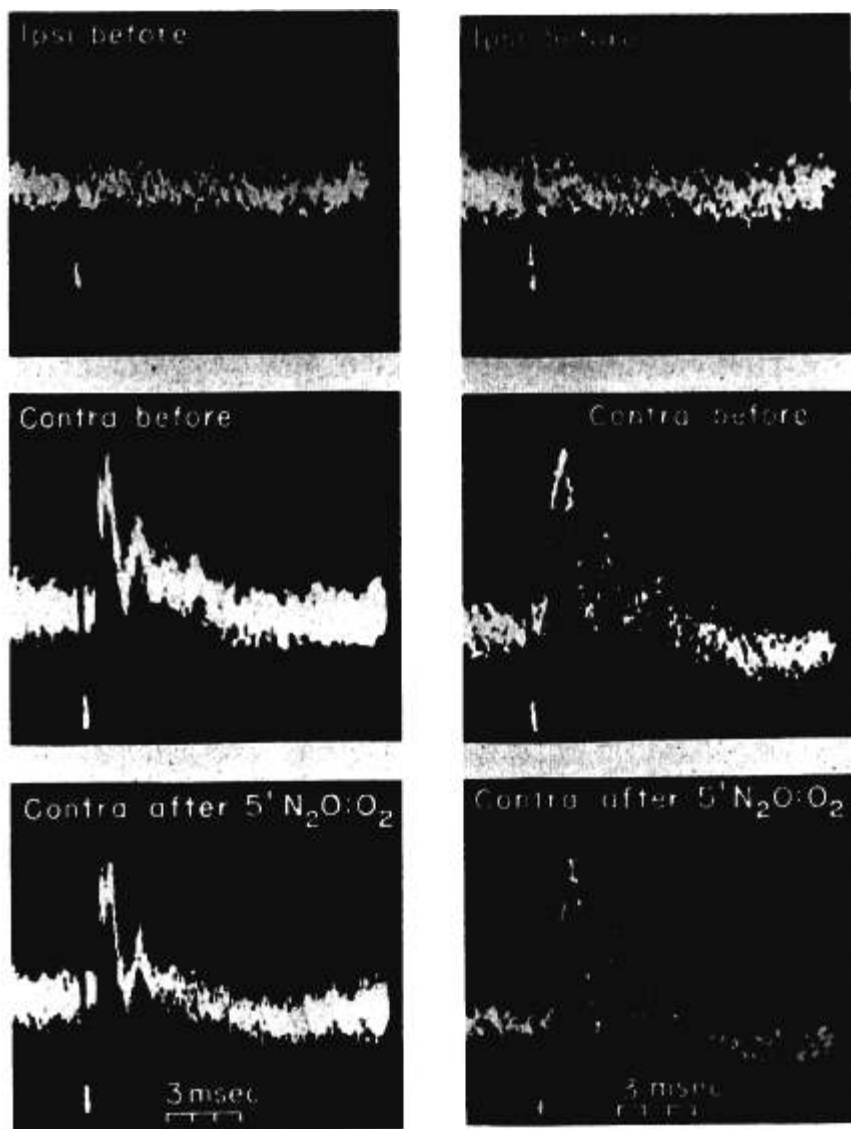 Ipsi before
Ipsi before
Contra before
Contra before
Contra after 5' N₂O:O₂
Contra after 5' N₂O:O₂
3 msec
3 msec